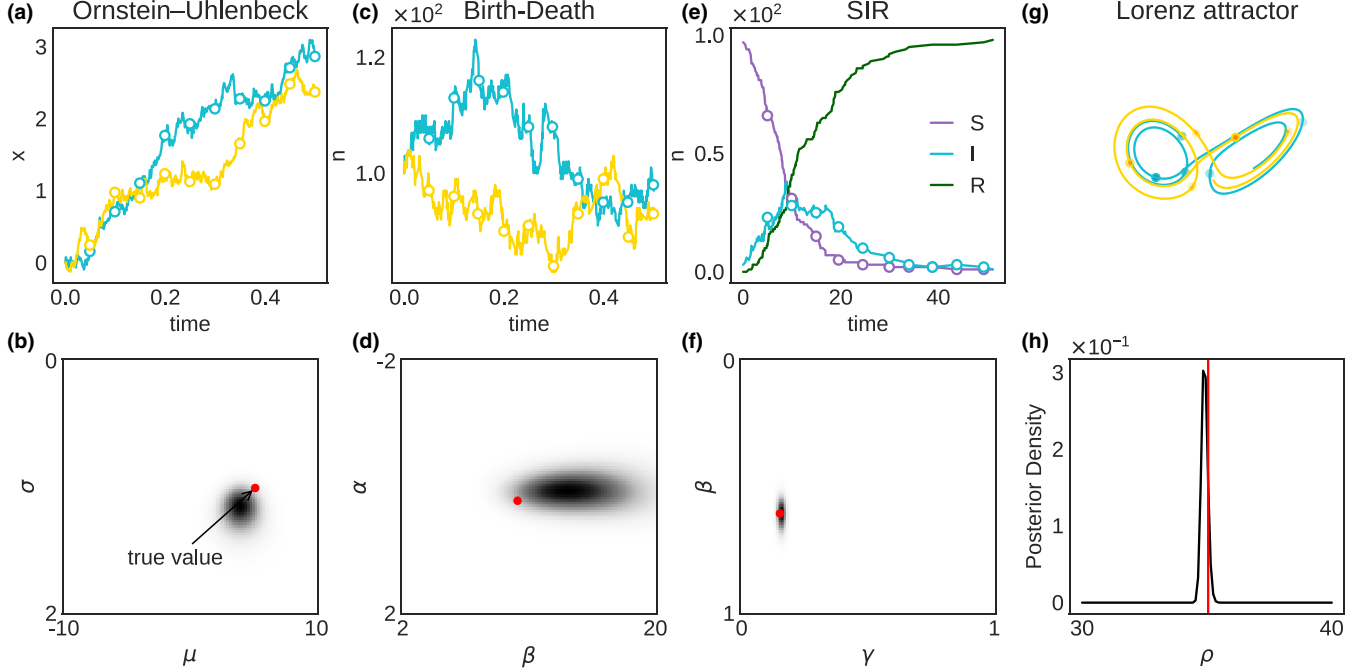 (a) Ornstein–Uhlenbeck
x
3
2
1
0
0.0 0.2 0.4
time
(c) Birth-Death
×10²
n
1.2
1.0
0.0 0.2 0.4
time
(e) SIR
×10²
n
1.0
0.5
0.0
S
I
R
0 20 40
time
(g) Lorenz attractor
(b)
σ
0
2
true value
-10 10
μ
(d)
α
-2
2
2 20
β
(f)
β
0
1
0 1
γ
(h)
×10⁻¹
Posterior Density
3
2
1
0
30 40
ρ